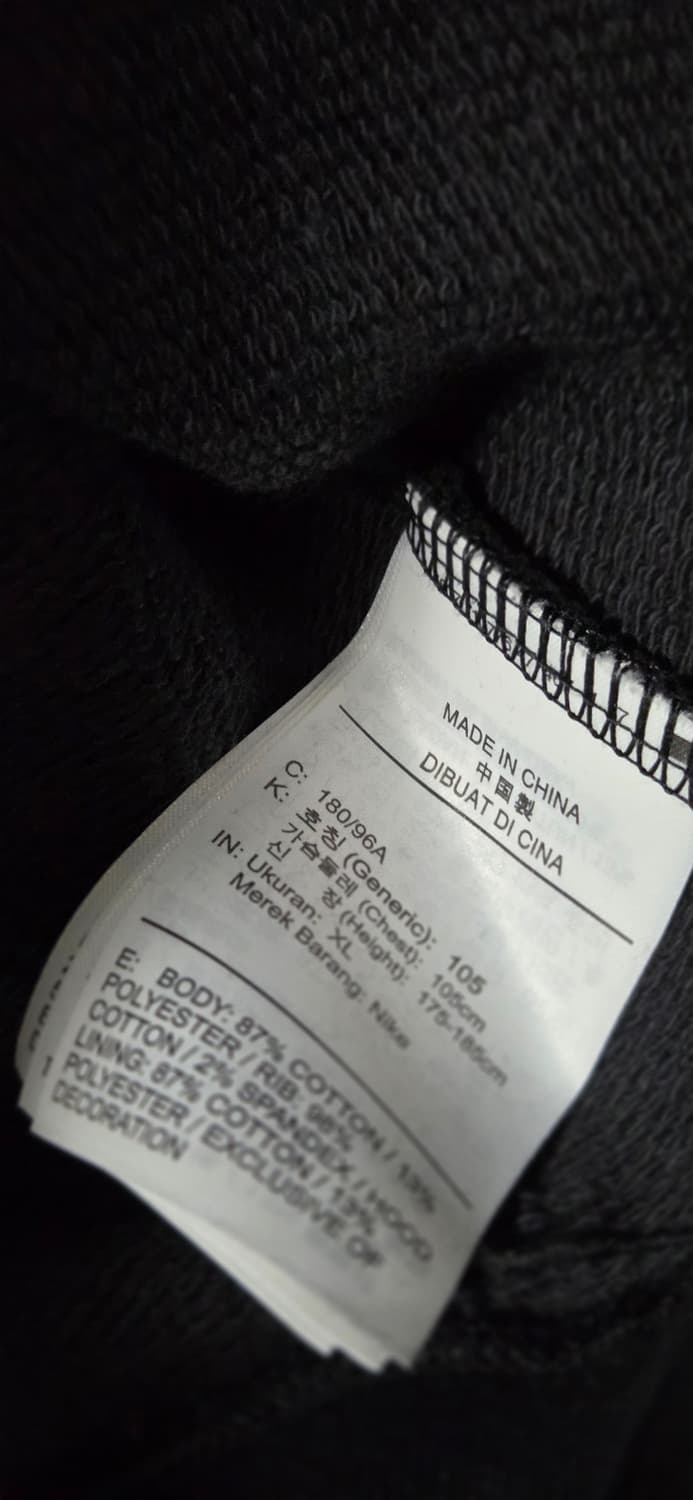 MADE IN CHINA
中国製
DIBUAT DI CINA
C: 180/96A
K: 호칭 (Generic): 105
가슴둘레 (Chest): 105cm
신 장 (Height): 175-185cm
IN: Ukuran: XL
Merek Barang: Nike
E: BODY: 87% COTTON / 13%
POLYESTER / RIB: 98%
COTTON / 2% SPANDEX / HOOD
LINING: 87% COTTON / 13%
POLYESTER / EXCLUSIVE OF
DECORATION
1